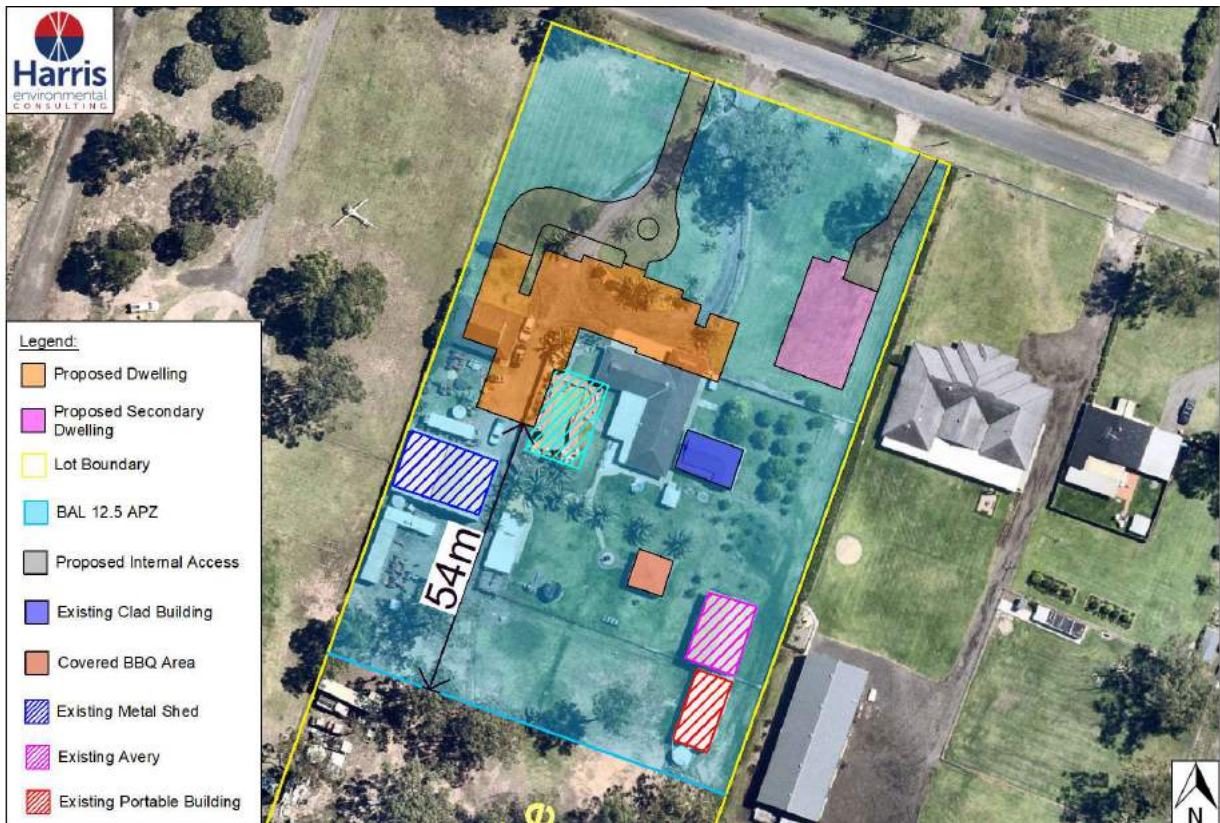 Harris
environmental
CONSULTING
Legend:
Proposed Dwelling
Proposed Secondary
Dwelling
Lot Boundary
BAL 12.5 APZ
Proposed Internal Access
Existing Clad Building
Covered BBQ Area
Existing Metal Shed
Existing Avery
Existing Portable Building
54m
e
N